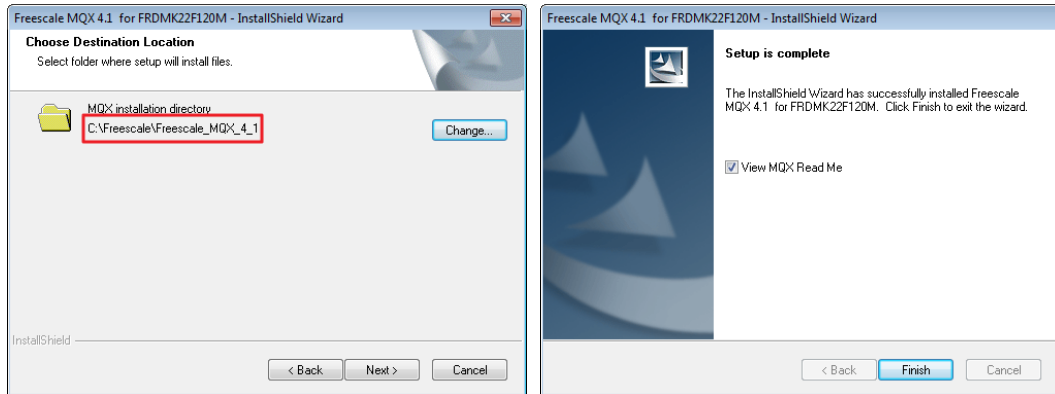 Freescale MQX 4.1 for FRDMK22F120M - InstallShield Wizard
Choose Destination Location
Select folder where setup will install files.
MQX installation directory
C:\Freescale\Freescale_MQX_4_1
Change...
InstallShield
< Back
Next >
Cancel
Freescale MQX 4.1 for FRDMK22F120M - InstallShield Wizard
Setup is complete
The InstallShield Wizard has successfully installed Freescale
MQX 4.1 for FRDMK22F120M. Click Finish to exit the wizard.
View MQX Read Me
< Back
Finish
Cancel